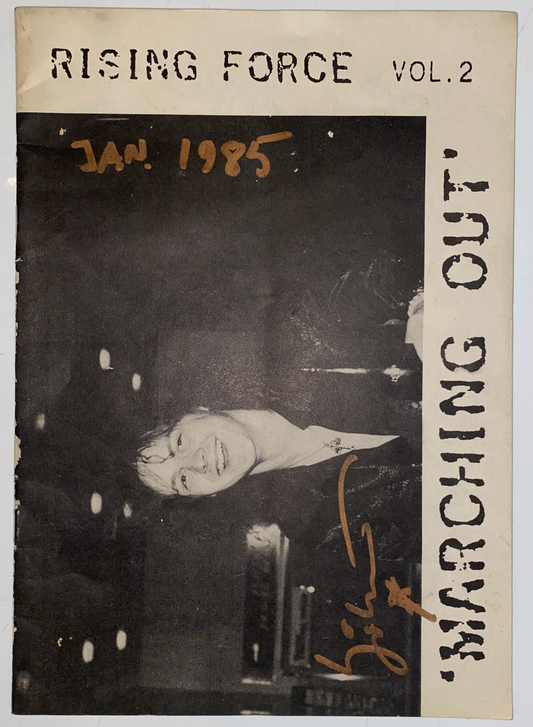 RISING FORCE VOL.2
JAN. 1985
'MARCHING OUT'